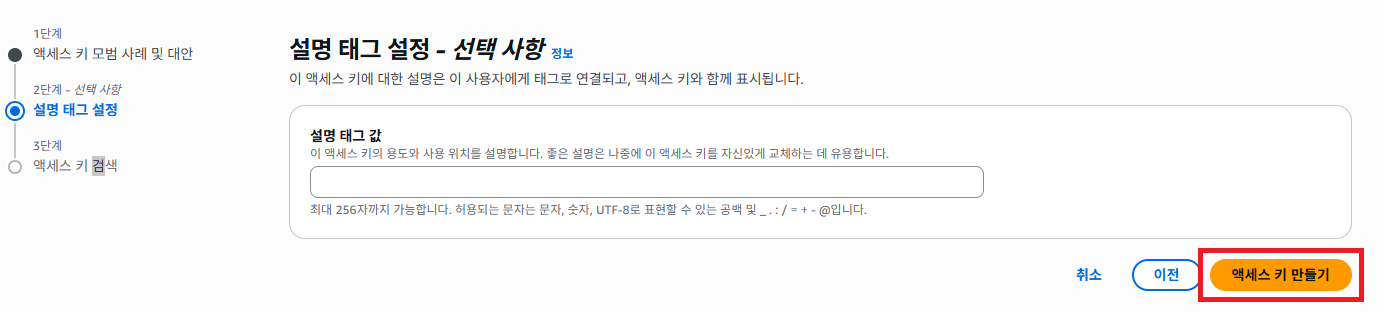 1단계
액세스 키 모범 사례 및 대안
2단계 - 선택 사항
설명 태그 설정
3단계
액세스 키 검색
설명 태그 설정 - 선택 사항 정보
이 액세스 키에 대한 설명은 이 사용자에게 태그로 연결되고, 액세스 키와 함께 표시됩니다.
설명 태그 값
이 액세스 키의 용도와 사용 위치를 설명합니다. 좋은 설명은 나중에 이 액세스 키를 자신있게 교체하는 데 유용합니다.
최대 256자까지 가능합니다. 허용되는 문자는 문자, 숫자, UTF-8로 표현할 수 있는 공백 및 _ . : / = + - @입니다.
취소 이전 액세스 키 만들기